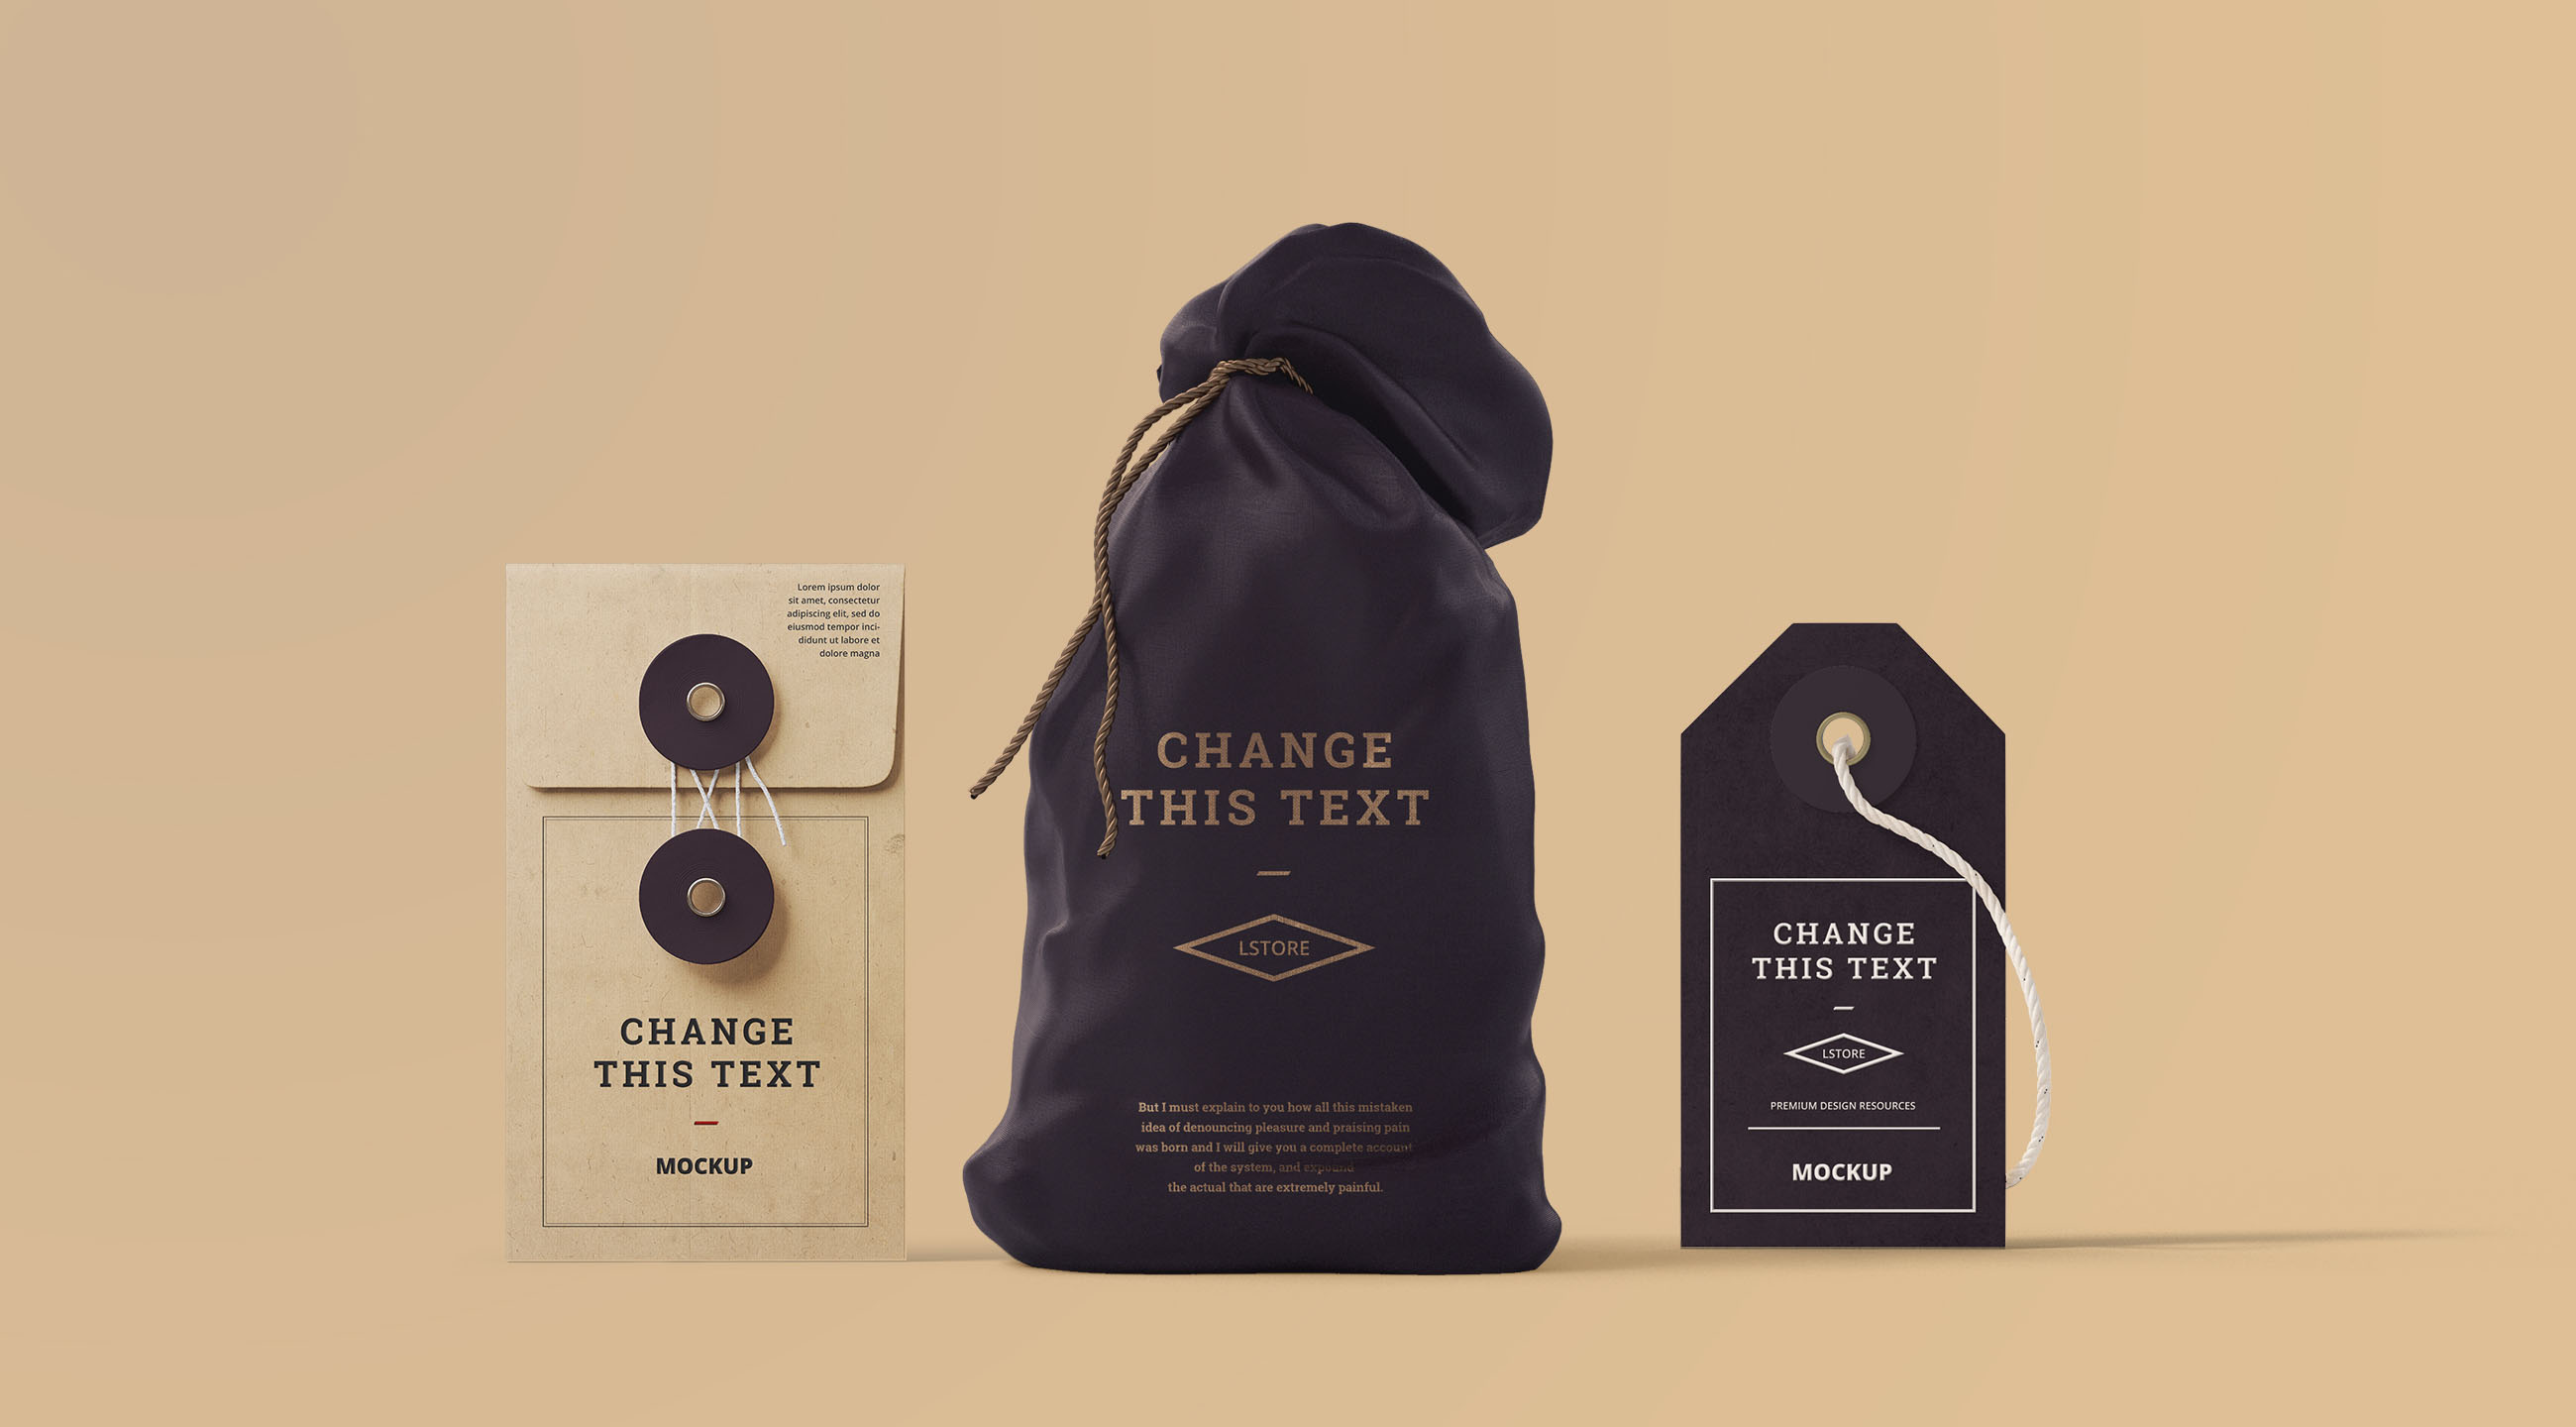 Lorem ipsum dolor
sit amet, consectetur
adipiscing elit, sed do
eiusmod tempor inci-
didunt ut labore et
dolore magna
CHANGE
THIS TEXT
MOCKUP
CHANGE
THIS TEXT
LSTORE
But I must explain to you how all this mistaken
idea of denouncing pleasure and praising pain
was born and I will give you a complete account
of the system, and expound
the actual that are extremely painful.
CHANGE
THIS TEXT
LSTORE
PREMIUM DESIGN RESOURCES
MOCKUP